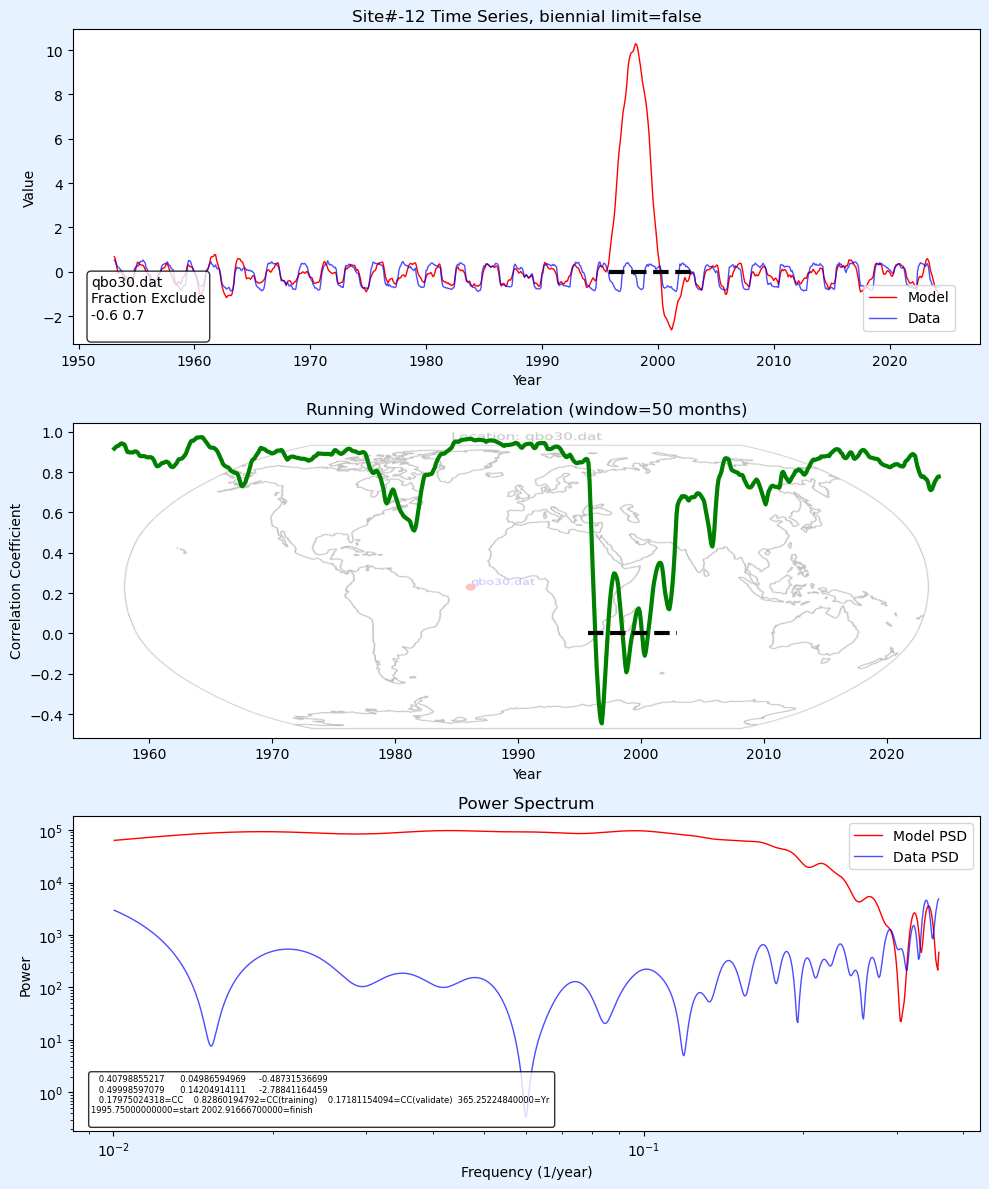 Site#-12 Time Series, biennial limit=false
10
8
6
4
2
0
−2
Value
qbo30.dat
Fraction Exclude
-0.6 0.7
Model
Data
1950 1960 1970 1980 1990 2000 2010 2020
Year
Running Windowed Correlation (window=50 months)
Location: qbo30.dat
1.0
0.8
0.6
0.4
0.2
0.0
−0.2
−0.4
Correlation Coefficient
qbo30.dat
1960 1970 1980 1990 2000 2010 2020
Year
Power Spectrum
10^5
10^4
10^3
10^2
10^1
10^0
Power
Model PSD
Data PSD
0.40798855217 0.04986594969 -0.48731536699
0.49998597079 0.14204914111 -2.78841164459
0.17975024318=CC 0.82860194792=CC(training) 0.17181154094=CC(validate) 365.25224840000=Yr
1995.75000000000=start 2002.91666700000=finish
10^−2 10^−1
Frequency (1/year)